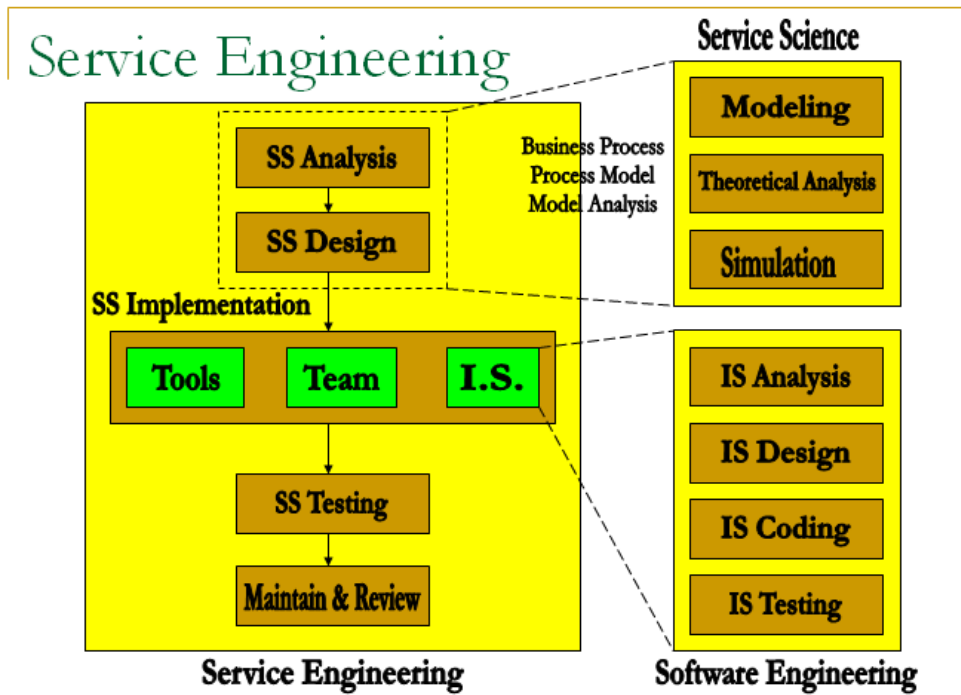 Service Engineering
SS Analysis
SS Design
SS Implementation
Tools
Team
I.S.
SS Testing
Maintain & Review
Service Engineering
Business Process
Process Model
Model Analysis
Service Science
Modeling
Theoretical Analysis
Simulation
IS Analysis
IS Design
IS Coding
IS Testing
Software Engineering